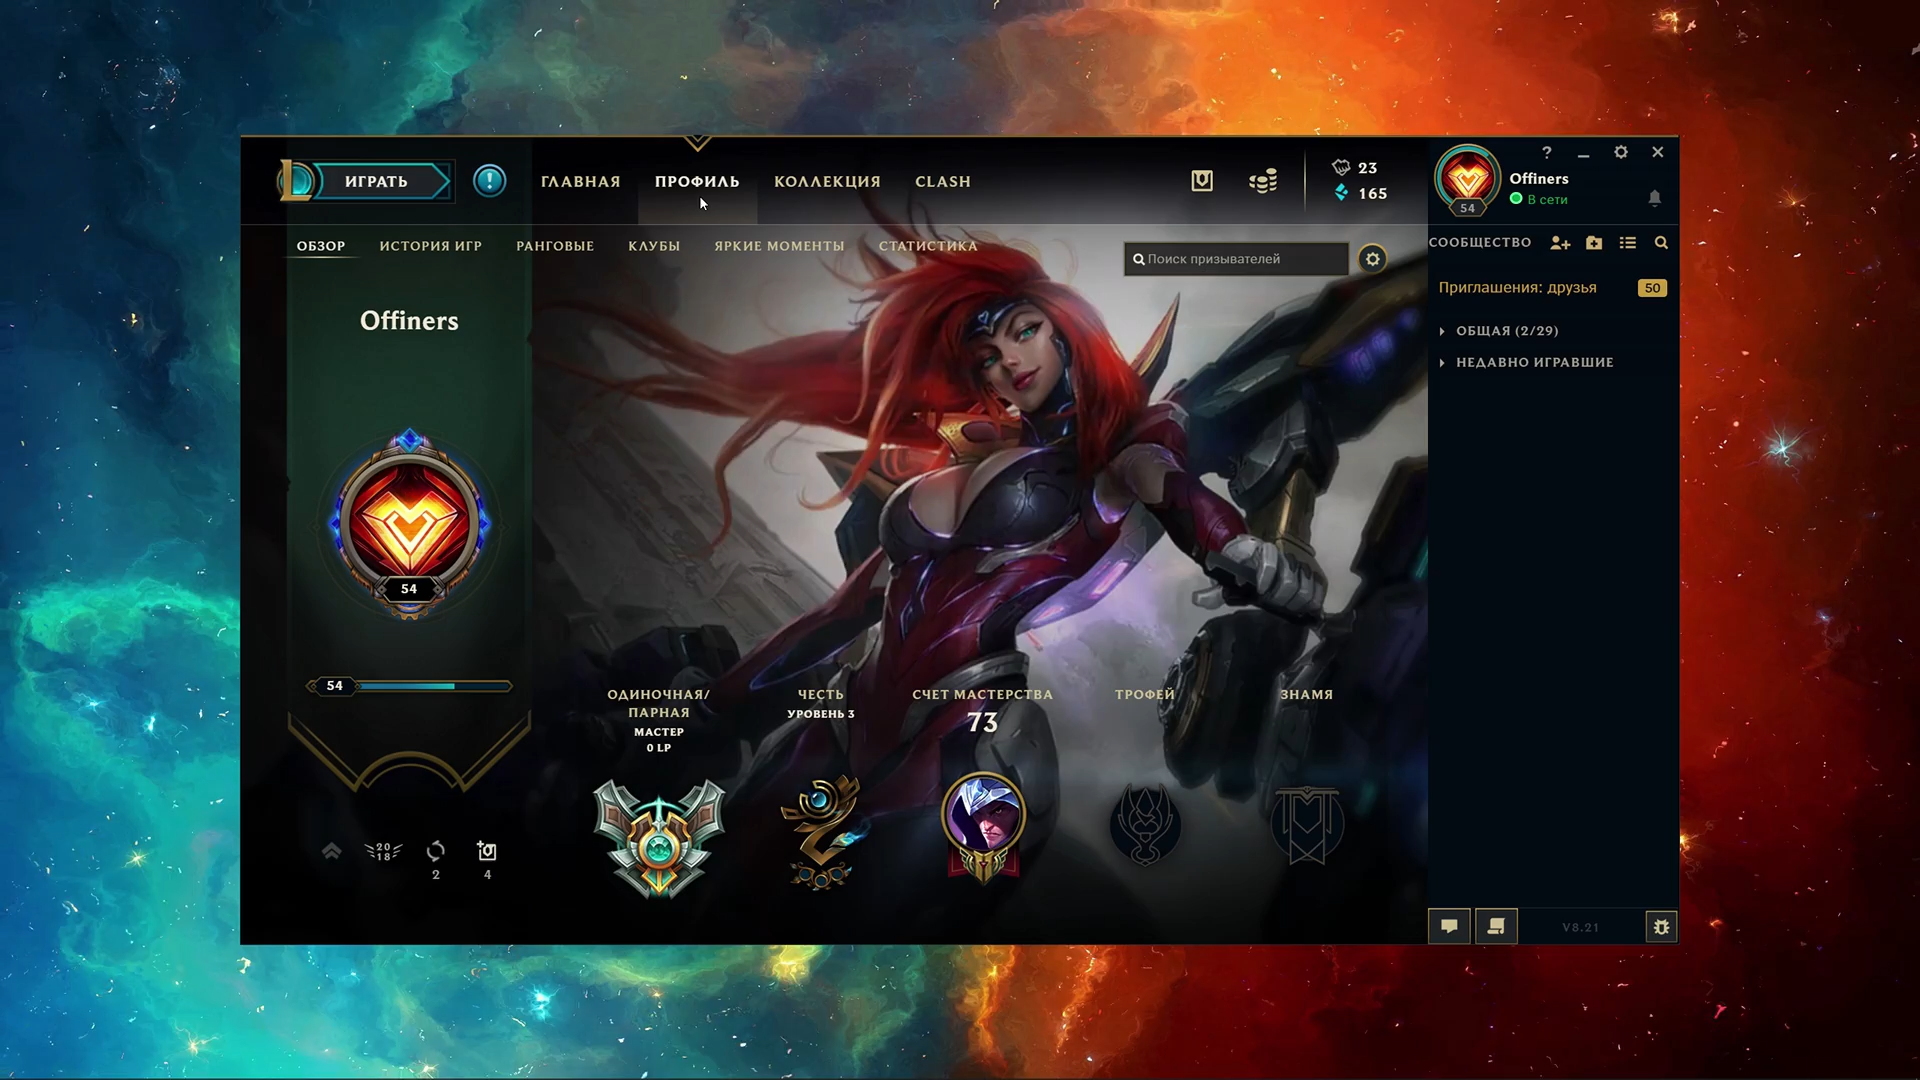 ИГРАТЬ
ГЛАВНАЯ
ПРОФИЛЬ
КОЛЛЕКЦИЯ
CLASH
23
165
54
Offiners
В сети
ОБЗОР
ИСТОРИЯ ИГР
РАНГОВЫЕ
КЛУБЫ
ЯРКИЕ МОМЕНТЫ
СТАТИСТИКА
Поиск призывателей
СООБЩЕСТВО
Приглашения: друзья
50
ОБЩАЯ (2/29)
НЕДАВНО ИГРАВШИЕ
Offiners
54
54
ОДИНОЧНАЯ/
ПАРНАЯ
МАСТЕР
0 LP
ЧЕСТЬ
УРОВЕНЬ 3
СЧЕТ МАСТЕРСТВА
73
ТРОФЕЙ
ЗНАМЯ
20
18
2
4
V8.21